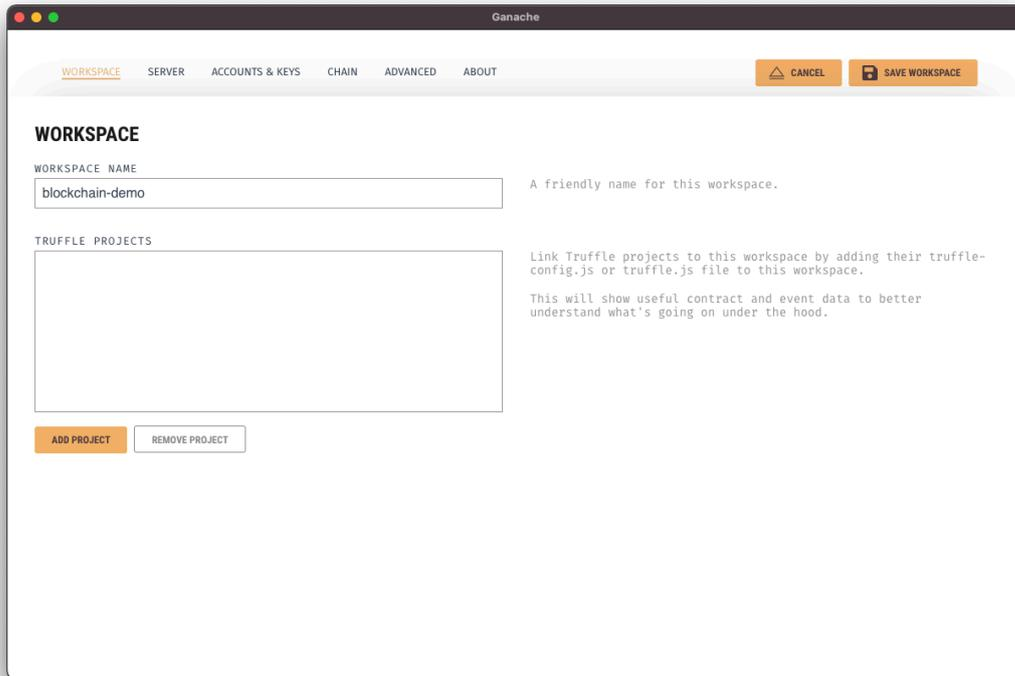 Ganache
WORKSPACE SERVER ACCOUNTS & KEYS CHAIN ADVANCED ABOUT CANCEL SAVE WORKSPACE
WORKSPACE
WORKSPACE NAME
blockchain-demo
A friendly name for this workspace.
TRUFFLE PROJECTS
Link Truffle projects to this workspace by adding their truffle-
config.js or truffle.js file to this workspace.
This will show useful contract and event data to better
understand what's going on under the hood.
ADD PROJECT REMOVE PROJECT